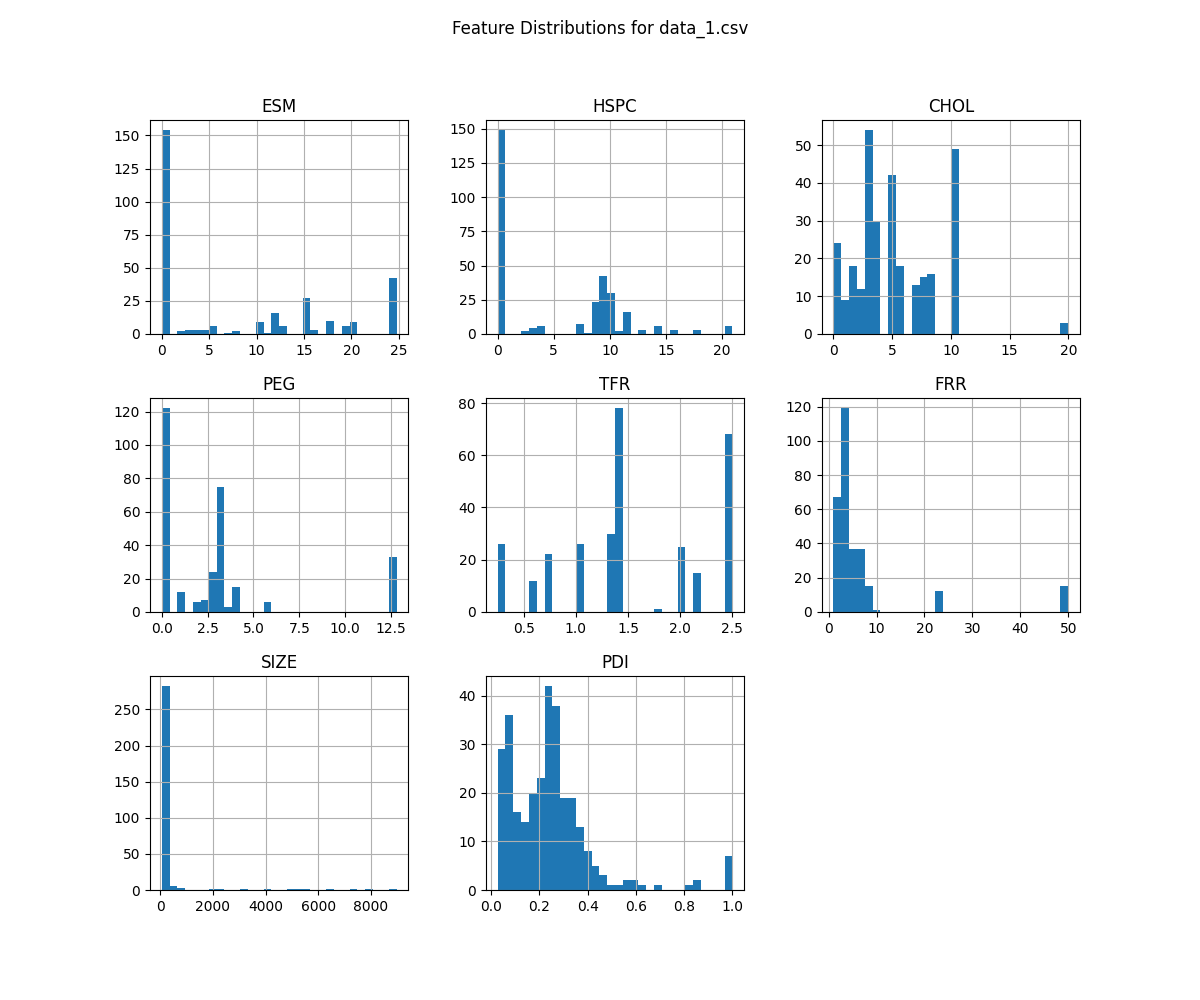 Feature Distributions for data_1.csv
ESM
HSPC
CHOL
150
125
100
75
50
25
0
0 5 10 15 20 25
150
125
100
75
50
25
0
0 5 10 15 20
50
40
30
20
10
0
0 5 10 15 20
PEG
TFR
FRR
120
100
80
60
40
20
0
0.0 2.5 5.0 7.5 10.0 12.5
80
60
40
20
0
0.5 1.0 1.5 2.0 2.5
120
100
80
60
40
20
0
0 10 20 30 40 50
SIZE
PDI
250
200
150
100
50
0
0 2000 4000 6000 8000
40
30
20
10
0
0.0 0.2 0.4 0.6 0.8 1.0